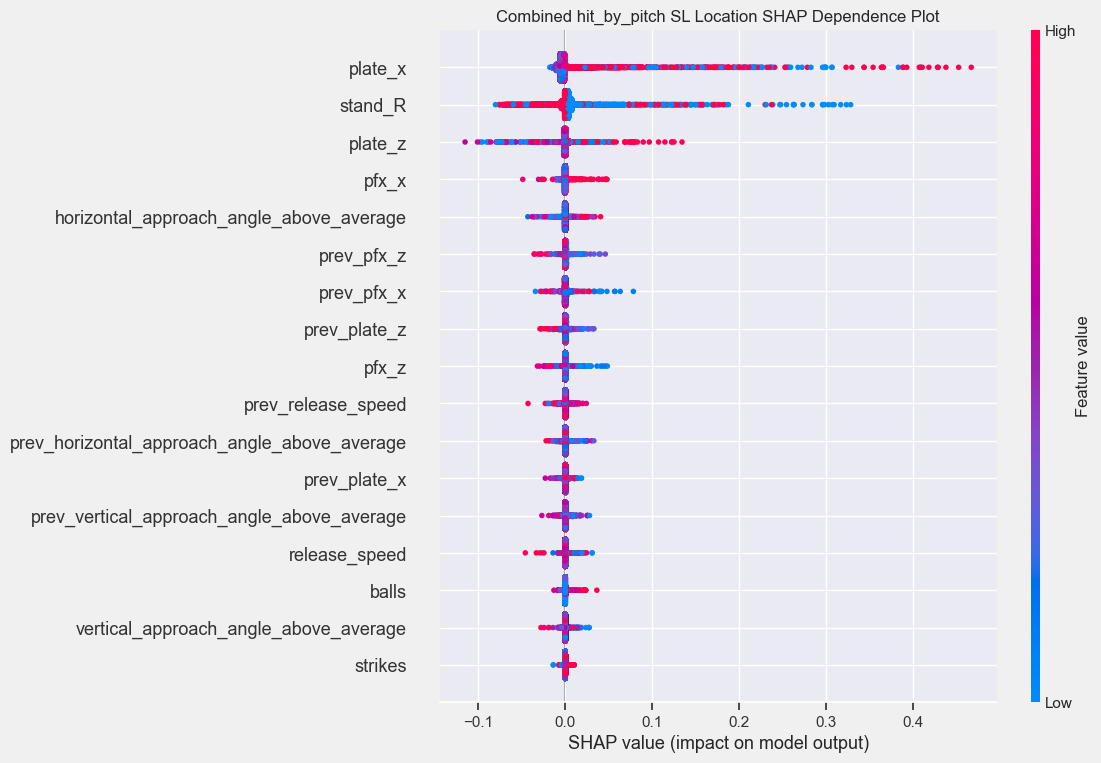 Combined hit_by_pitch SL Location SHAP Dependence Plot
High
plate_x
stand_R
plate_z
pfx_x
horizontal_approach_angle_above_average
prev_pfx_z
prev_pfx_x
prev_plate_z
pfx_z
prev_release_speed
prev_horizontal_approach_angle_above_average
prev_plate_x
prev_vertical_approach_angle_above_average
release_speed
balls
vertical_approach_angle_above_average
strikes
Feature value
Low
−0.1 0.0 0.1 0.2 0.3 0.4
SHAP value (impact on model output)